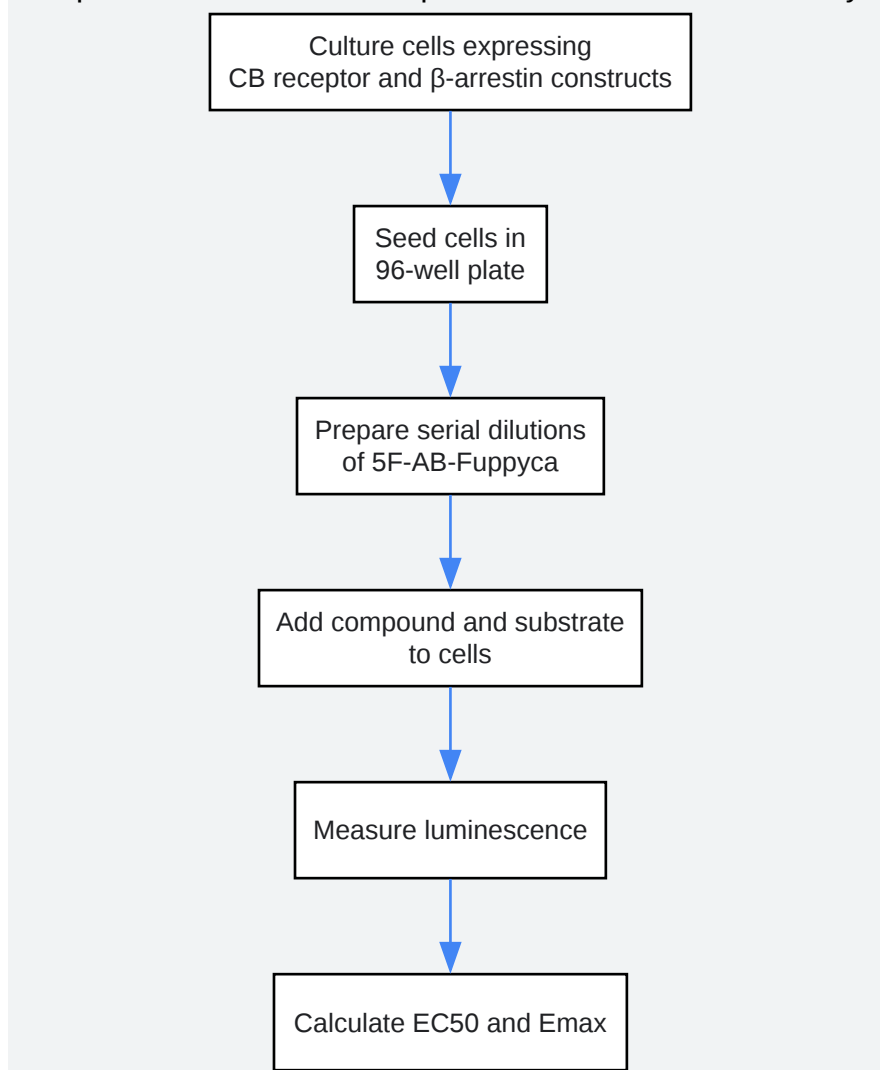 Culture cells expressing
CB receptor and β-arrestin constructs
Seed cells in
96-well plate
Prepare serial dilutions
of 5F-AB-Fuppyca
Add compound and substrate
to cells
Measure luminescence
Calculate EC50 and Emax